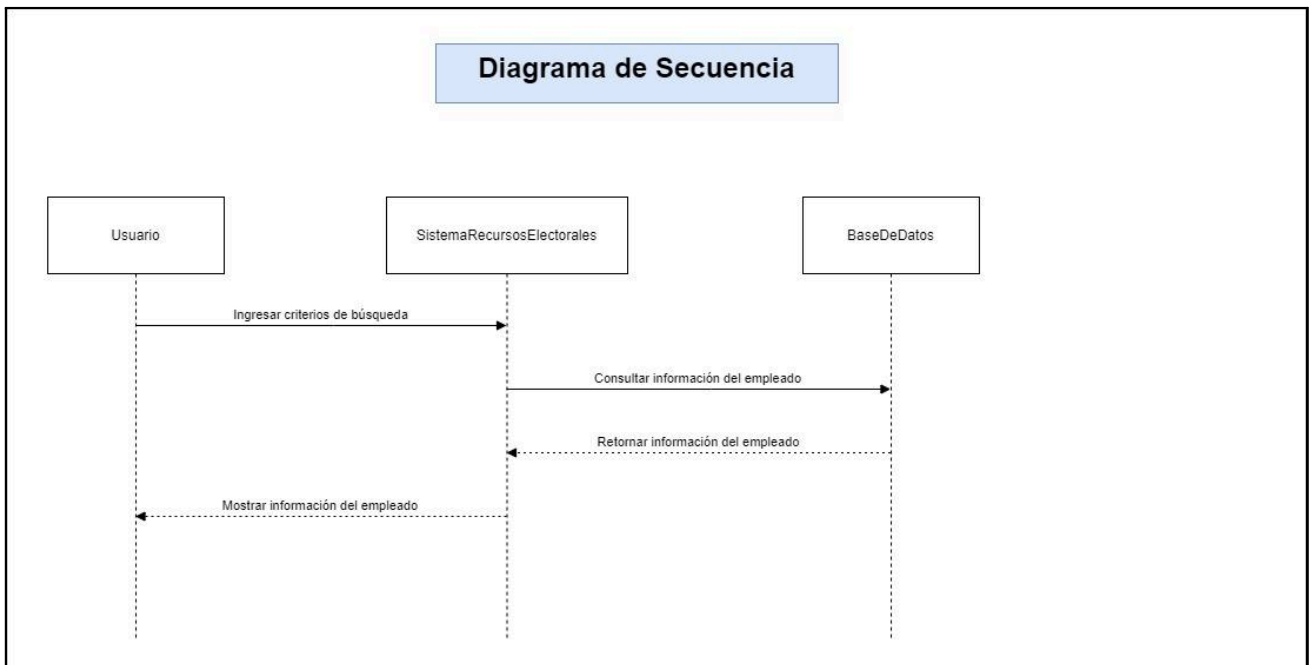 Diagrama de Secuencia
Usuario
SistemaRecursosElectorales
BaseDeDatos
Ingresar criterios de búsqueda
Consultar información del empleado
Retornar información del empleado
Mostrar información del empleado